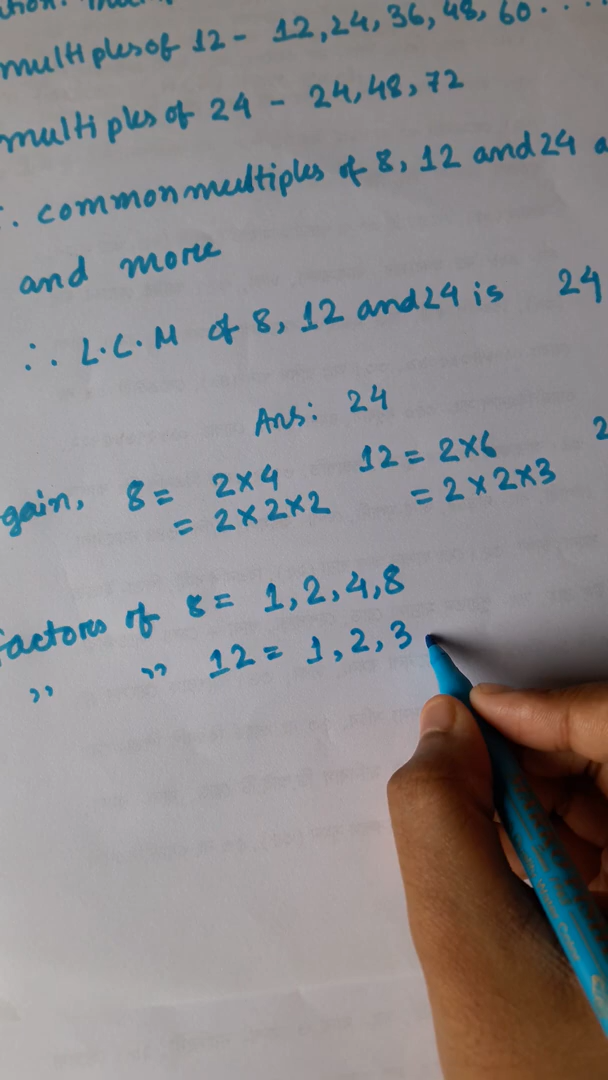 multiples of 12 - 12, 24, 36, 48, 60 . . . .
multiples of 24 - 24, 48, 72
∴ common multiples of 8, 12 and 24 a
and more
∴ L.C.M of 8, 12 and 24 is 24
Ans: 24
gain, 8 = 2×4 12 = 2×6 2
= 2×2×2 = 2×2×3
Factors of 8 = 1, 2, 4, 8
,, ,, 12 = 1, 2, 3